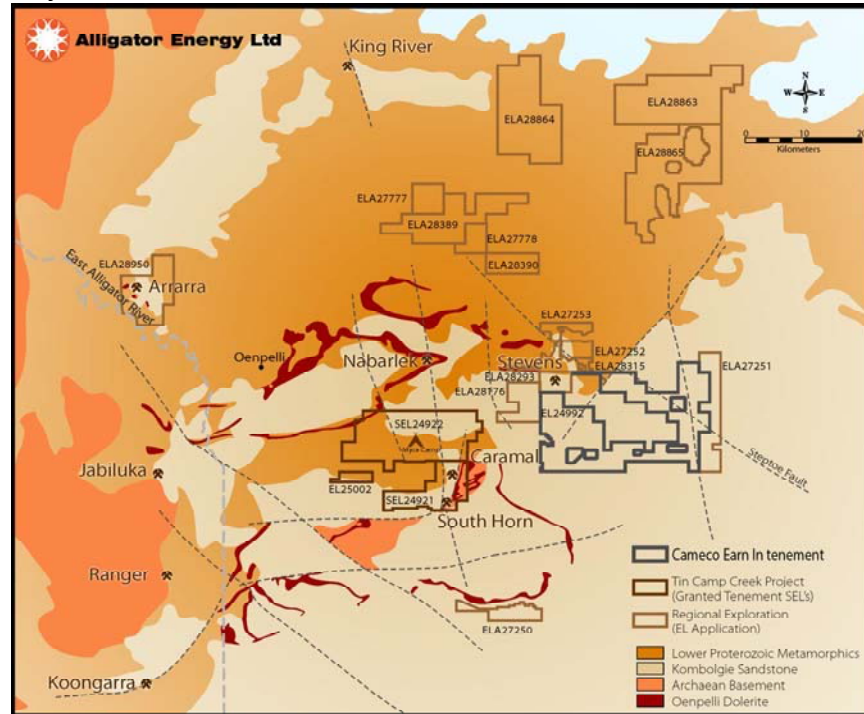 Alligator Energy Ltd
King River
N
W E
S
0 10 20
Kilometers
ELA28864
ELA28863
ELA28865
ELA27777
ELA28389
ELA27778
ELA28390
ELA28950
Arrarra
East Alligator River
Oenpelli
Nabarlek
Stevens
ELA27253
ELA27252
ELA28315
ELA27251
ELA28293
ELA28176
EL24992
SEL24922
Myra Camp
Caramal
Steptoe Fault
Jabiluka
EL25002
SEL24921
South Horn
Ranger
ELA27250
Koongarra
Cameco Earn In tenement
Tin Camp Creek Project
(Granted Tenement SEL's)
Regional Exploration
(EL Application)
Lower Proterozoic Metamorphics
Kombolgie Sandstone
Archaean Basement
Oenpelli Dolerite